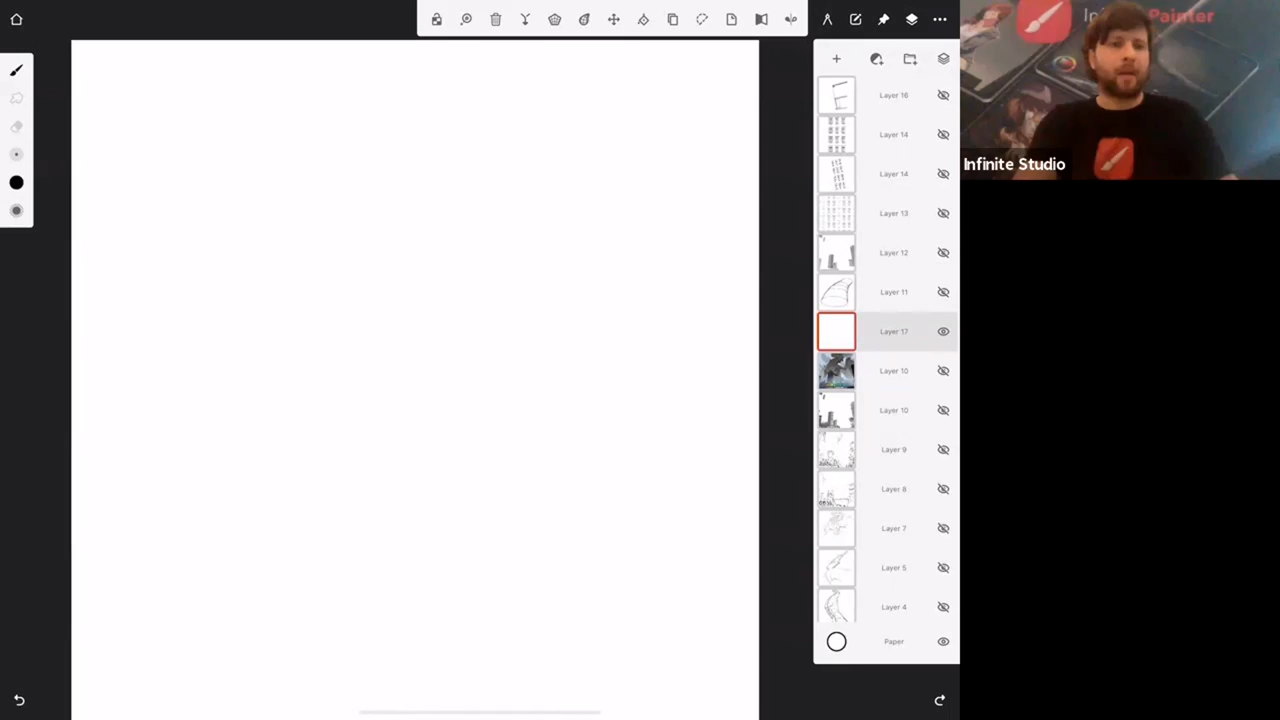 Layer 16
Layer 14
Layer 14
Layer 13
Layer 12
Layer 11
Layer 17
Layer 10
Layer 10
Layer 9
Layer 8
Layer 7
Layer 5
Layer 4
Paper
Painter
Infinite Studio